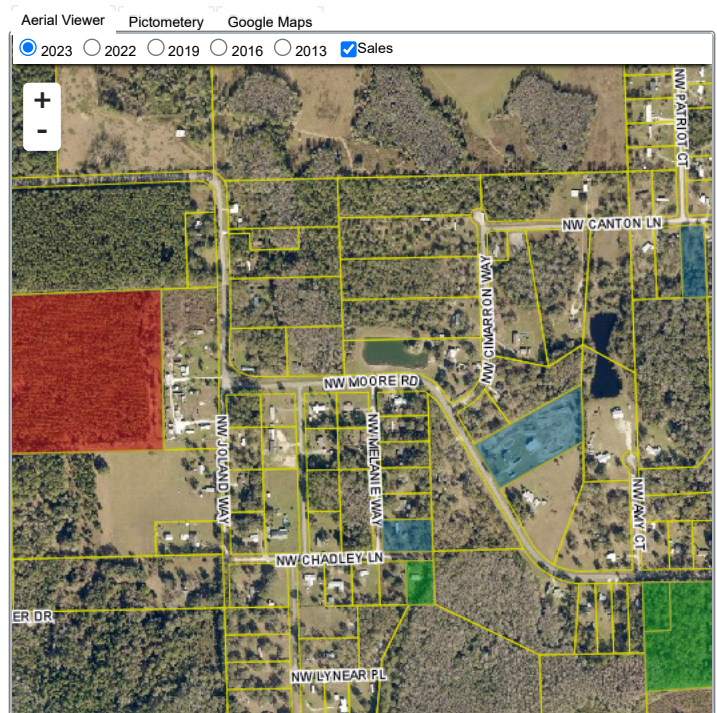 Aerial Viewer Pictometery Google Maps
2023 2022 2019 2016 2013 Sales
+
-
NW PATRIOT CT
NW CANTON LN
NW CIMARRON WAY
NW MOORE RD
NW JOLAND WAY
NW MELANIE WAY
NW AMY CT
NW CHADLEY LN
ER DR
NW LYNEAR PL